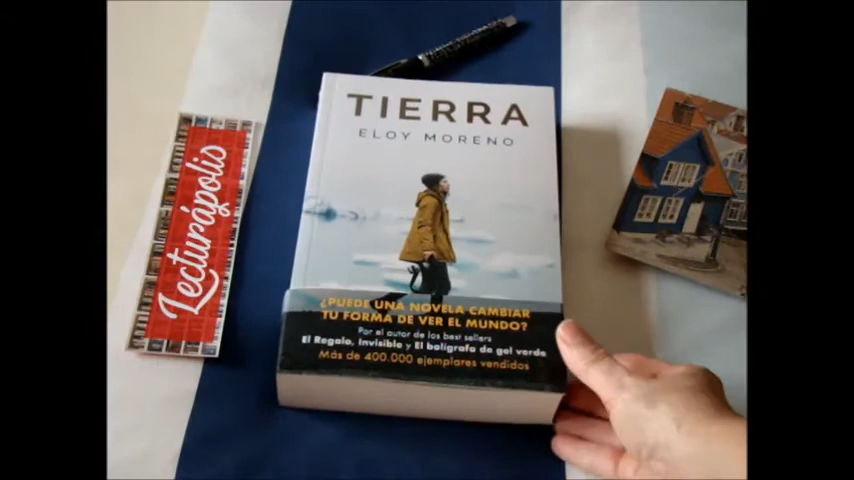 TIERRA
ELOY MORENO
Lecturápolis
¿PUEDE UNA NOVELA CAMBIAR
TU FORMA DE VER EL MUNDO?
Por el autor de los best sellers
El Regalo, Invisible y El bolígrafo de gel verde
Más de 400.000 ejemplares vendidos